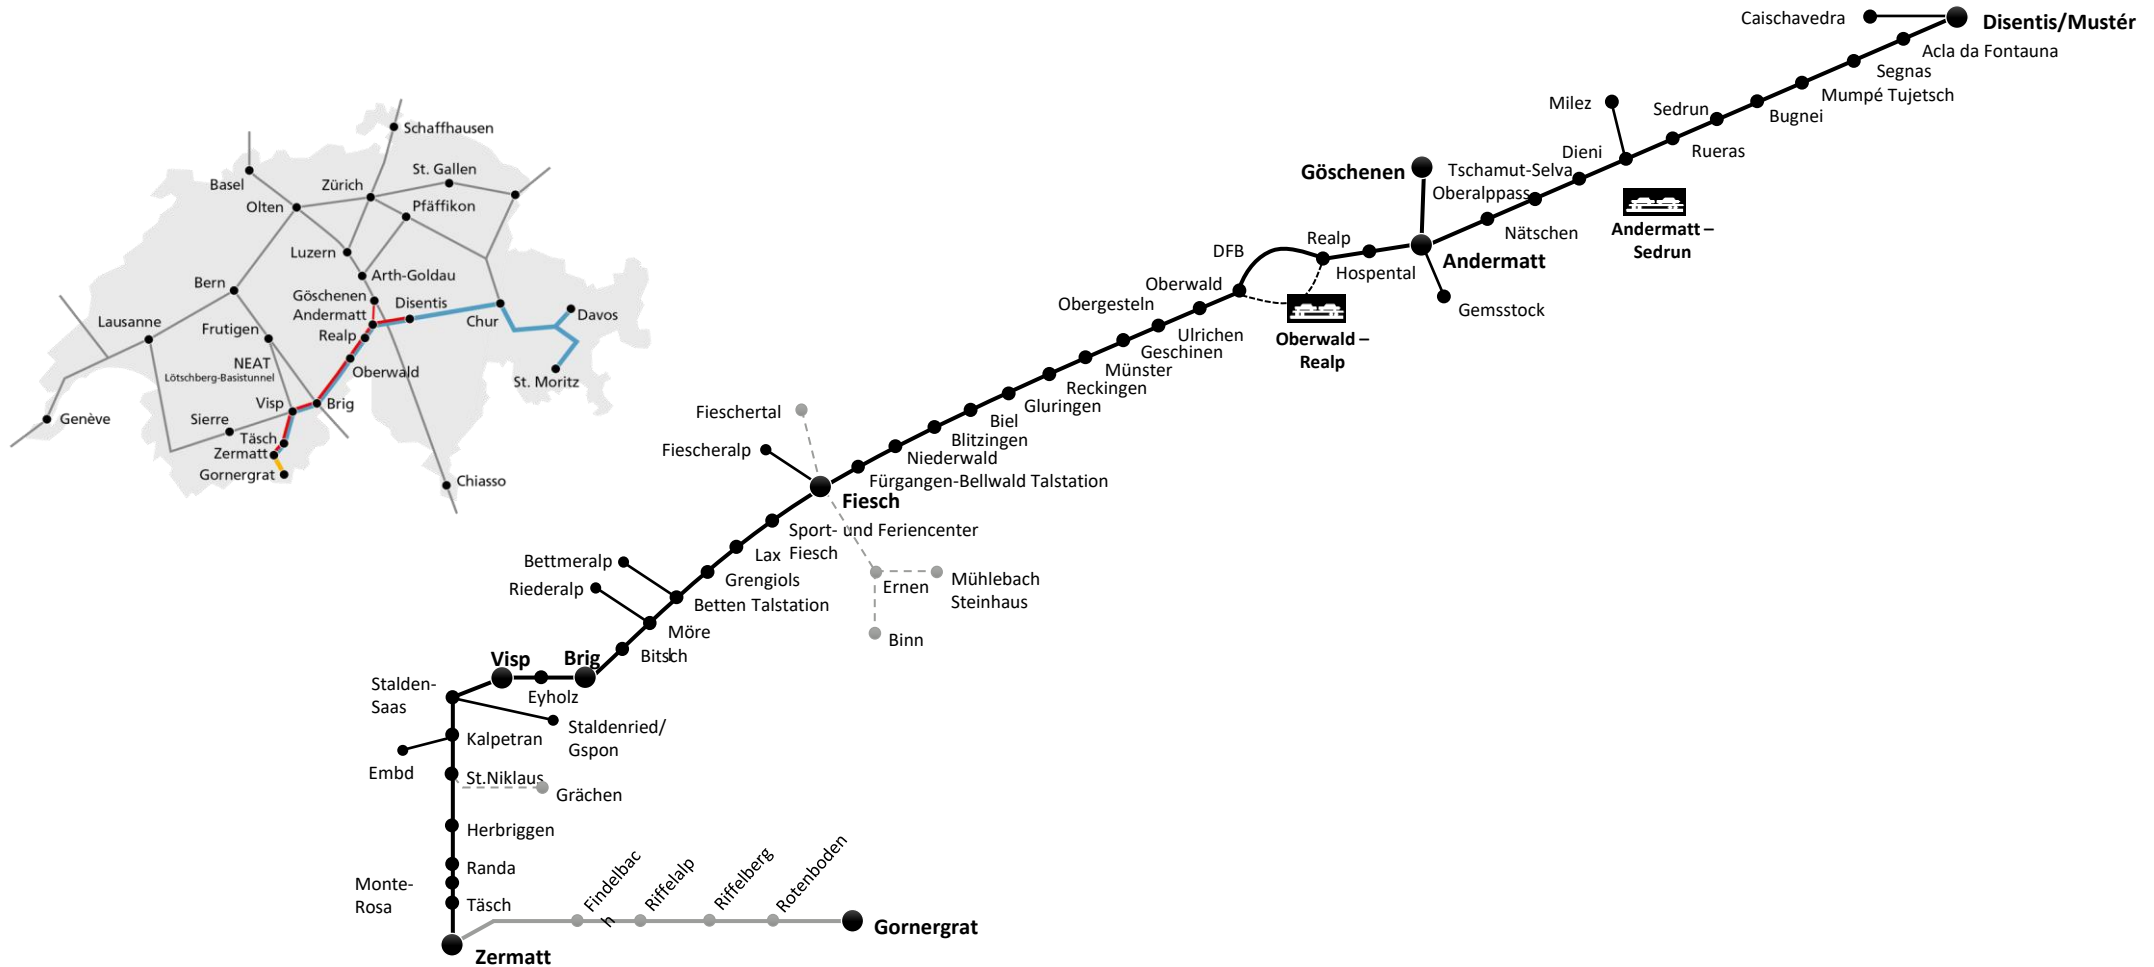 Schaffhausen
Basel
Zürich
St. Gallen
Olten
Pfäffikon
Luzern
Arth-Goldau
Bern
Göschenen
Andermatt
Disentis
Realp
Chur
Davos
Lausanne
Frutigen
NEAT
Lötschberg-Basistunnel
Oberwald
St. Moritz
Visp
Brig
Genève
Sierre
Täsch
Zermatt
Gornergrat
Chiasso
Caischavedra
Disentis/Mustér
Acla da Fontauna
Segnas
Mumpé Tujetsch
Bugnei
Sedrun
Milez
Rueras
Dieni
Tschamut-Selva
Oberalppass
Göschenen
Nätschen
Andermatt –
Sedrun
Andermatt
Gemsstock
Hospental
Realp
DFB
Oberwald –
Realp
Oberwald
Obergesteln
Ulrichen
Geschinen
Münster
Reckingen
Gluringen
Biel
Blitzingen
Niederwald
Fürgangen-Bellwald Talstation
Fieschertal
Fiescheralp
Fiesch
Sport- und Feriencenter
Fiesch
Lax
Grengiols
Ernen
Mühlebach
Steinhaus
Binn
Bettmeralp
Riederalp
Betten Talstation
Möre
l
Bitsch
Brig
Visp
Eyholz
Stalden-
Saas
Staldenried/
Gspon
Kalpetran
Embd
St.Niklaus
Grächen
Herbriggen
Randa
Monte-
Rosa
Täsch
Zermatt
Findelbac
h
Riffelalp
Riffelberg
Rotenboden
Gornergrat